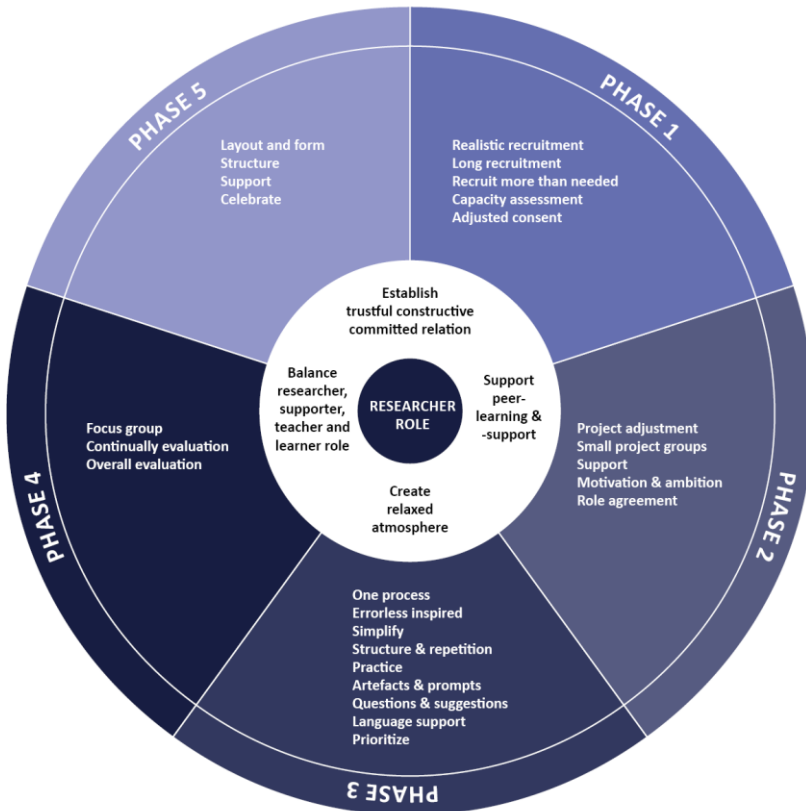 PHASE 1
Realistic recruitment
Long recruitment
Recruit more than needed
Capacity assessment
Adjusted consent
PHASE 2
Project adjustment
Small project groups
Support
Motivation & ambition
Role agreement
PHASE 3
One process
Errorless inspired
Simplify
Structure & repetition
Practice
Artefacts & prompts
Questions & suggestions
Language support
Prioritize
PHASE 4
Focus group
Continually evaluation
Overall evaluation
PHASE 5
Layout and form
Structure
Support
Celebrate
Establish
trustful constructive
committed relation
Support
peer-
learning &
-support
Create
relaxed
atmosphere
Balance
researcher,
supporter,
teacher and
learner role
RESEARCHER
ROLE